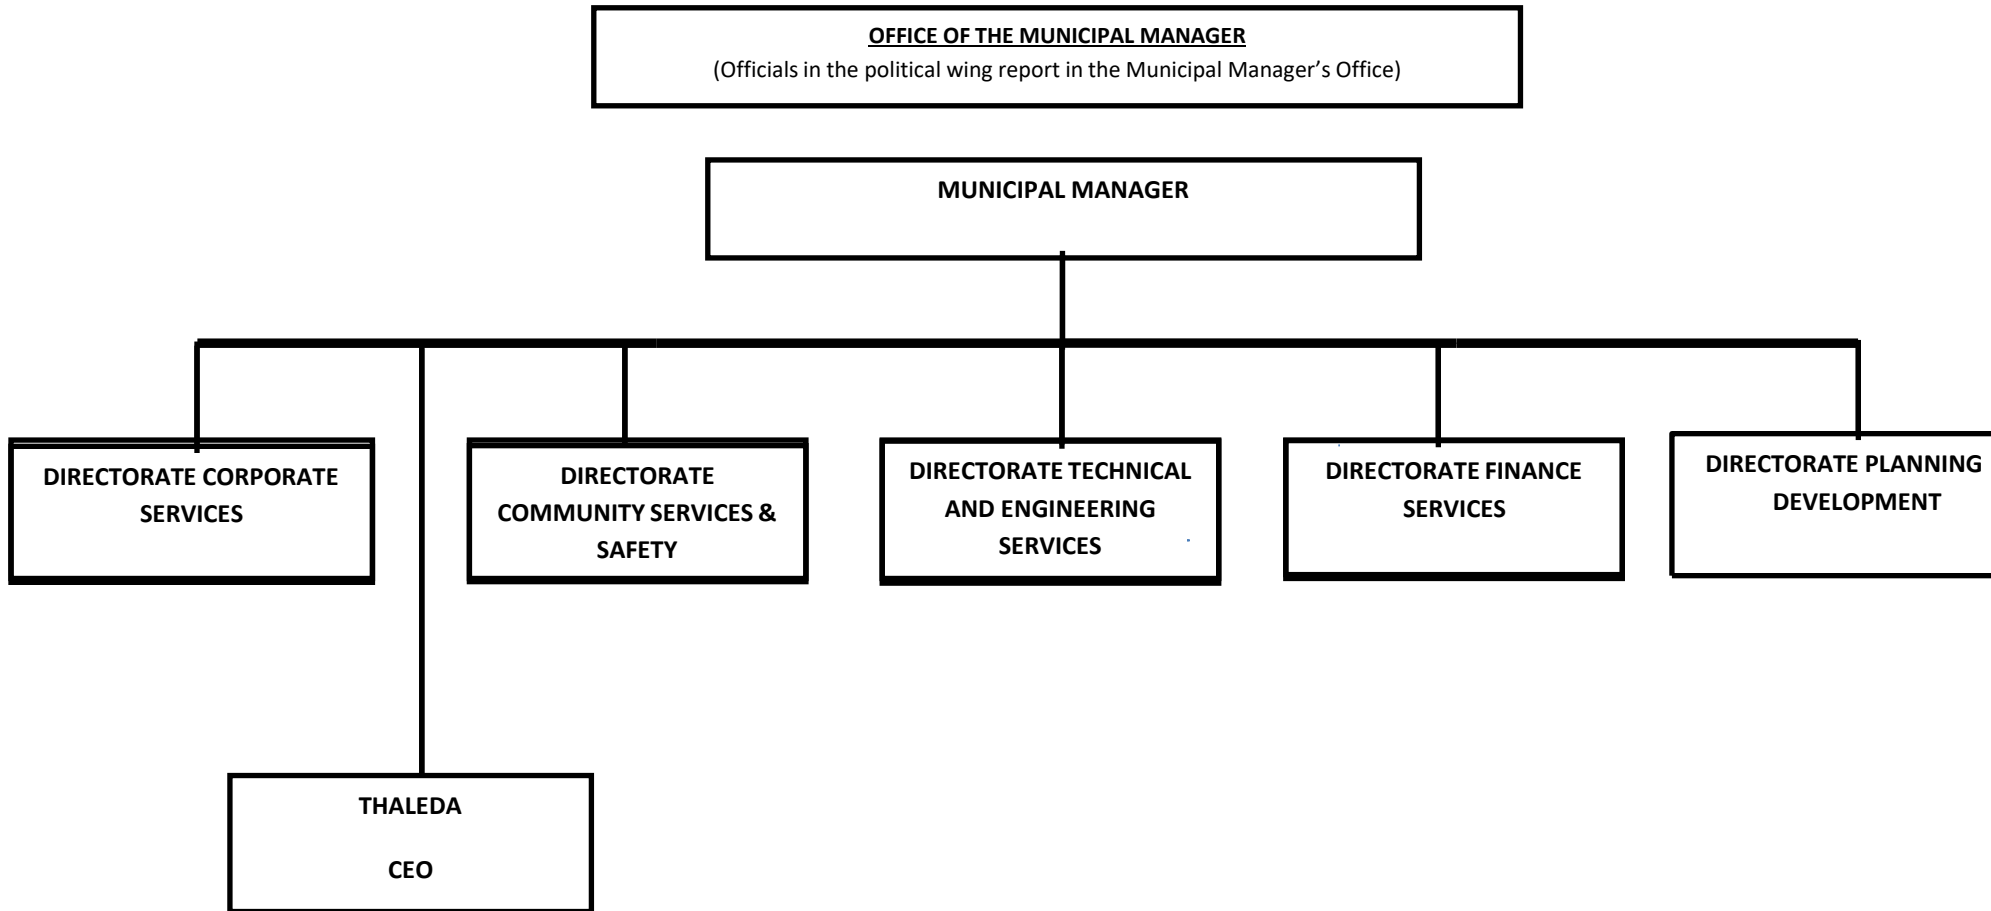 OFFICE OF THE MUNICIPAL MANAGER
(Officials in the political wing report in the Municipal Manager’s Office)
MUNICIPAL MANAGER
DIRECTORATE CORPORATE
SERVICES
DIRECTORATE
COMMUNITY SERVICES &
SAFETY
DIRECTORATE TECHNICAL
AND ENGINEERING
SERVICES
DIRECTORATE FINANCE
SERVICES
DIRECTORATE PLANNING
DEVELOPMENT
THALEDA
CEO